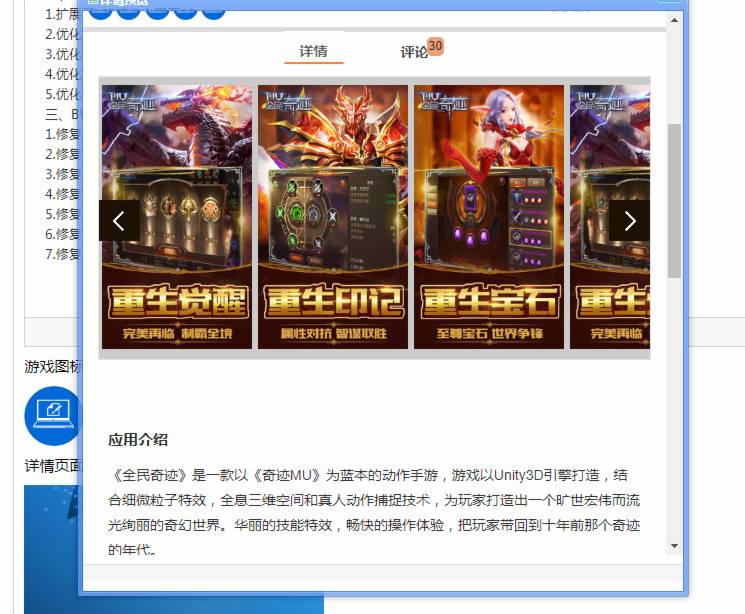 详情预览
1.扩展
2.优化
3.优化
4.优化
5.优化
三、B
1.修复
2.修复
3.修复
4.修复
5.修复
6.修复
7.修复
详情
评论 30
MU 全民奇迹
重生觉醒
完美再临 制霸全境
MU 全民奇迹
重生印记
属性对抗 智谋取胜
MU 全民奇迹
重生宝石
至尊宝石 世界争锋
MU 全民奇迹
重生
完美再临
游戏图标
详情页面
应用介绍
《全民奇迹》是一款以《奇迹MU》为蓝本的动作手游，游戏以Unity3D引擎打造，结
合细微粒子特效，全息三维空间和真人动作捕捉技术，为玩家打造出一个旷世宏伟而流
光绚丽的奇幻世界。华丽的技能特效，畅快的操作体验，把玩家带回到十年前那个奇迹
的年代。